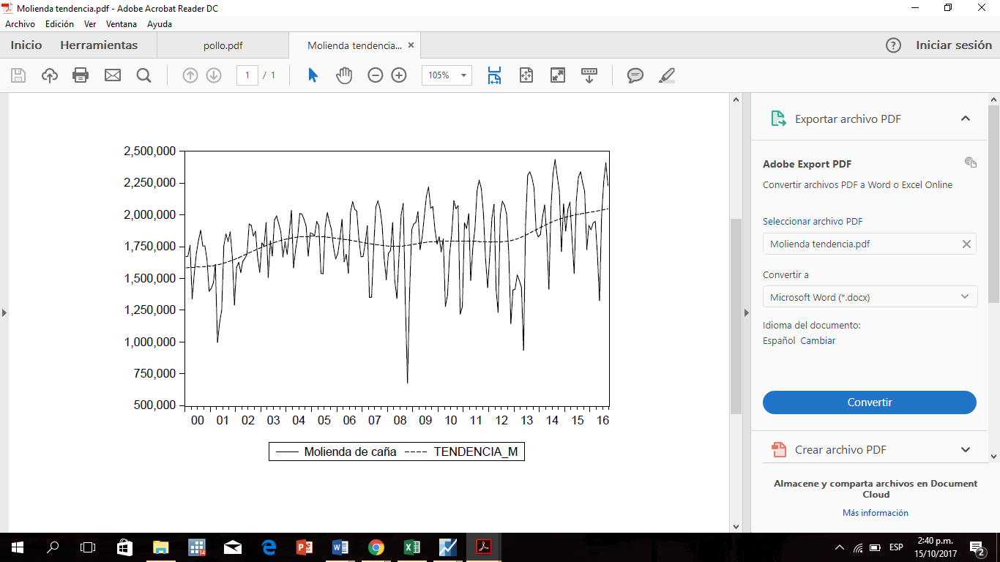 Molienda tendencia.pdf - Adobe Acrobat Reader DC
Archivo Edición Ver Ventana Ayuda
Inicio Herramientas pollo.pdf Molienda tendencia... × Iniciar sesión
1 / 1 105%
2,500,000
2,250,000
2,000,000
1,750,000
1,500,000
1,250,000
1,000,000
750,000
500,000
00 01 02 03 04 05 06 07 08 09 10 11 12 13 14 15 16
Molienda de caña TENDENCIA_M
Exportar archivo PDF
Adobe Export PDF
Convertir archivos PDF a Word o Excel Online
Seleccionar archivo PDF
Molienda tendencia.pdf
Convertir a
Microsoft Word (*.docx)
Idioma del documento:
Español Cambiar
Convertir
Crear archivo PDF
Almacene y comparta archivos en Document
Cloud
Más información
14
ESP
2:40 p.m.
15/10/2017
2